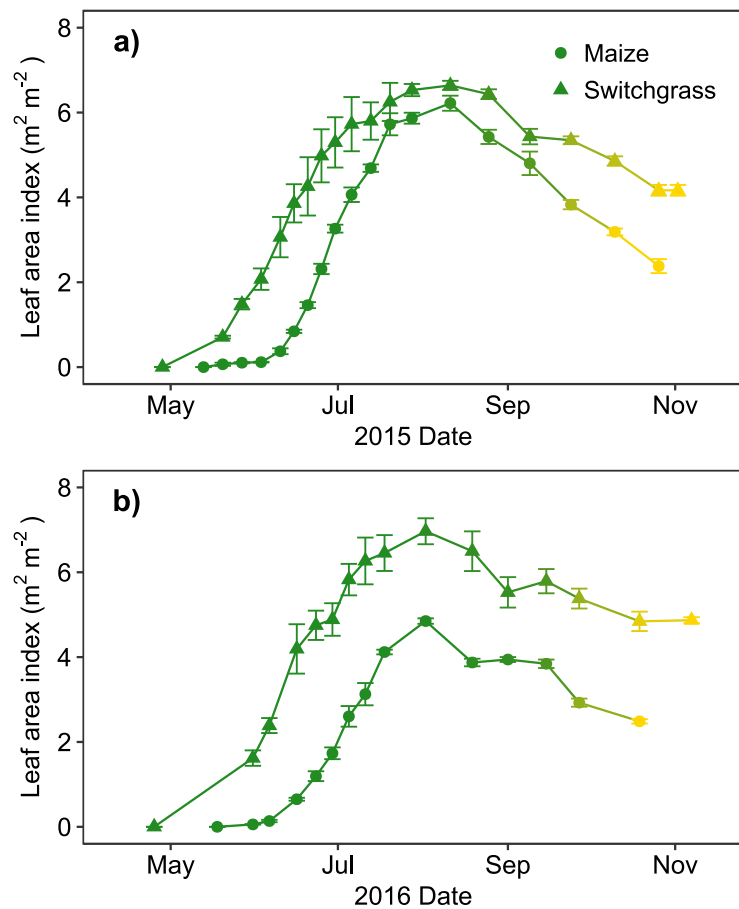 a)
Maize
Switchgrass
Leaf area index (m² m⁻² )
8
6
4
2
0
May Jul Sep Nov
2015 Date
b)
Leaf area index (m² m⁻² )
8
6
4
2
0
May Jul Sep Nov
2016 Date